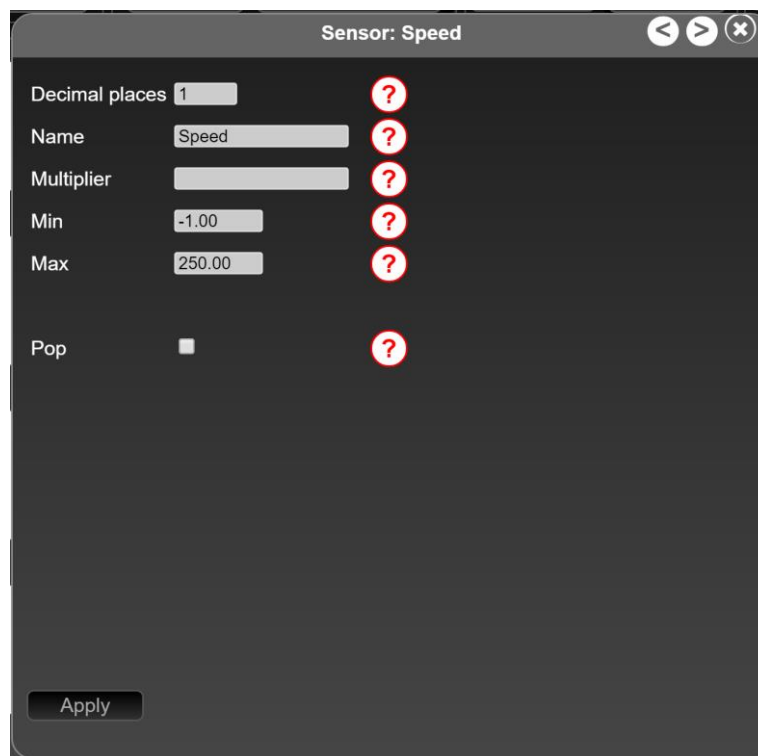 Sensor: Speed < >
Decimal places 1 ?
Name Speed ?
Multiplier ?
Min -1.00 ?
Max 250.00 ?
Pop ?
Apply